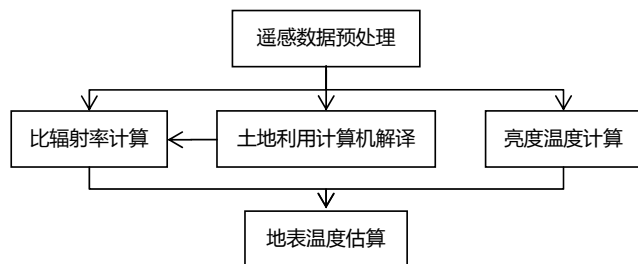 遥感数据预处理
比辐射率计算
土地利用计算机解译
亮度温度计算
地表温度估算